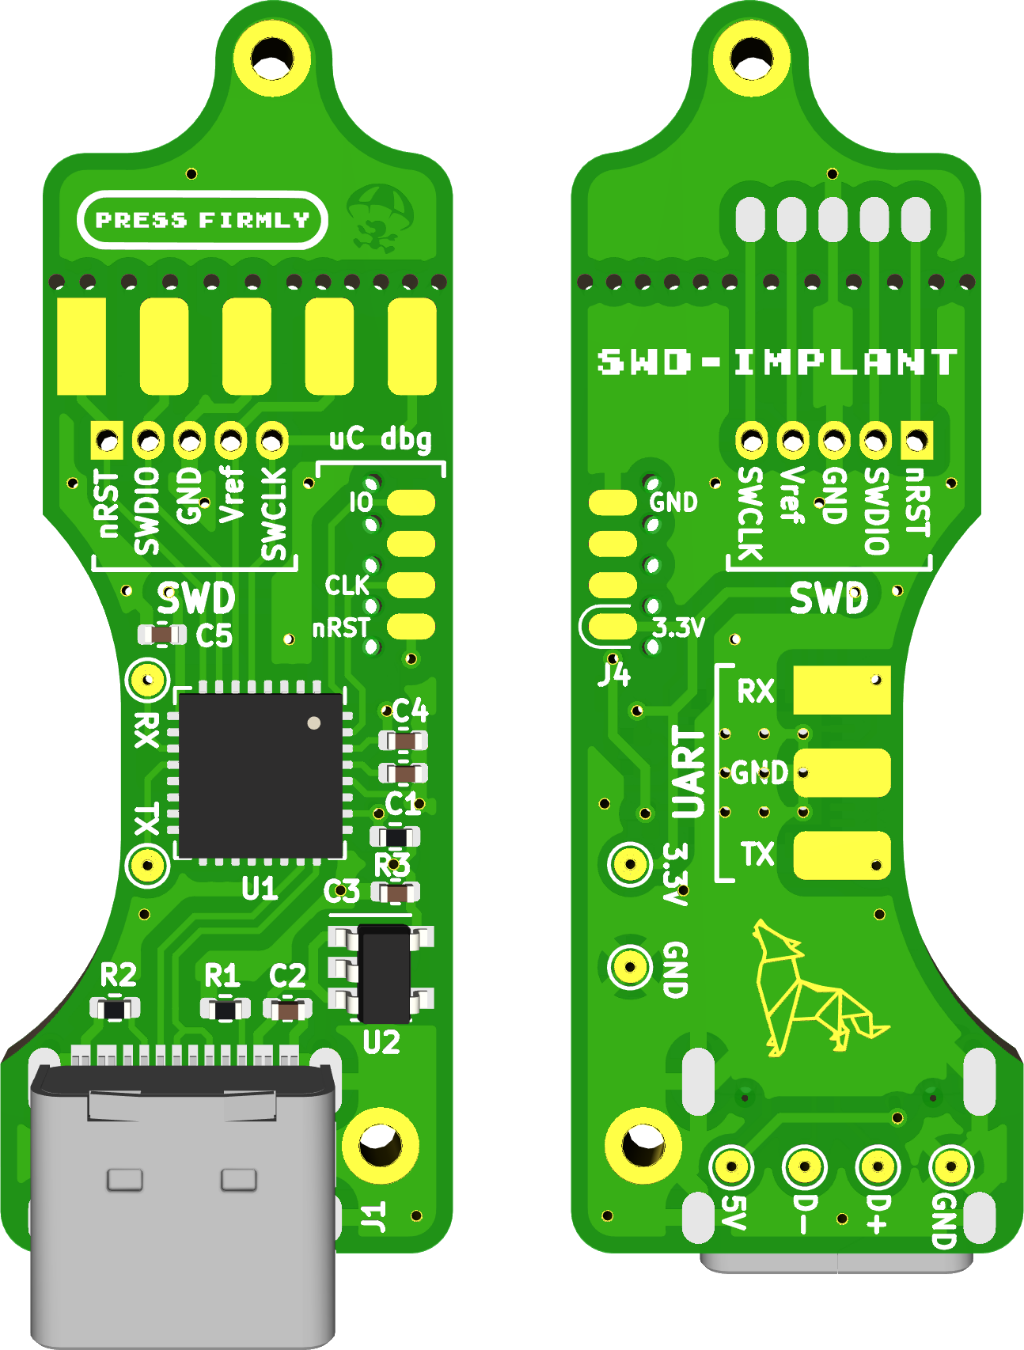 PRESS FIRMLY
uC dbg
nRST
SWDIO
GND
Vref
SWCLK
IO
CLK
nRST
SWD
C5
RX
TX
C4
C1
R3
C3
U1
R2
R1
C2
U2
J1
SWD-IMPLANT
SWCLK
Vref
GND
SWDIO
nRST
GND
3.3V
SWD
J4
RX
UART
GND
TX
3.3V
GND
5V
D-
D+
GND